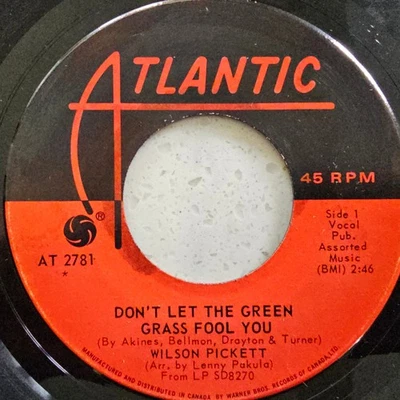 ATLANTIC
®
45 RPM
AT 2781
*
Side 1
Vocal
Pub.
Assorted
Music
(BMI) 2:46
DON'T LET THE GREEN
GRASS FOOL YOU
(By Akines, Bellmon, Drayton & Turner)
WILSON PICKETT
(Arr. by Lenny Pakula)
From LP SD8270
MANUFACTURED AND DISTRIBUTED IN CANADA BY WARNER BROS. RECORDS OF CANADA LTD.